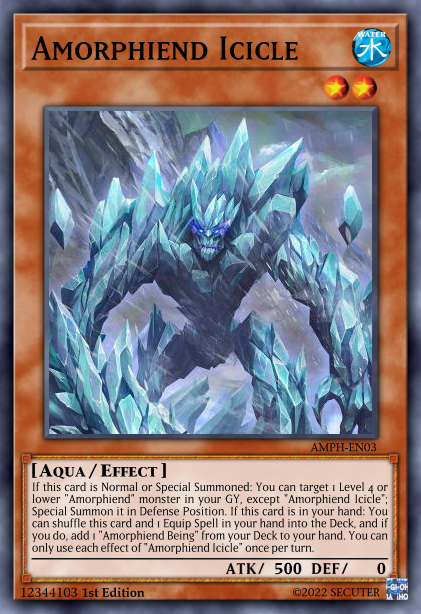 AMORPHIEND ICICLE
WATER
水
AMPH-EN03
[AQUA / EFFECT]
If this card is Normal or Special Summoned: You can target 1 Level 4 or
lower "Amorphiend" monster in your GY, except "Amorphiend Icicle";
Special Summon it in Defense Position. If this card is in your hand: You
can shuffle this card and 1 Equip Spell in your hand into the Deck, and if
you do, add 1 "Amorphiend Being" from your Deck to your hand. You can
only use each effect of "Amorphiend Icicle" once per turn.
ATK/ 500 DEF/ 0
12344103 1st Edition ©2022 SECUTER